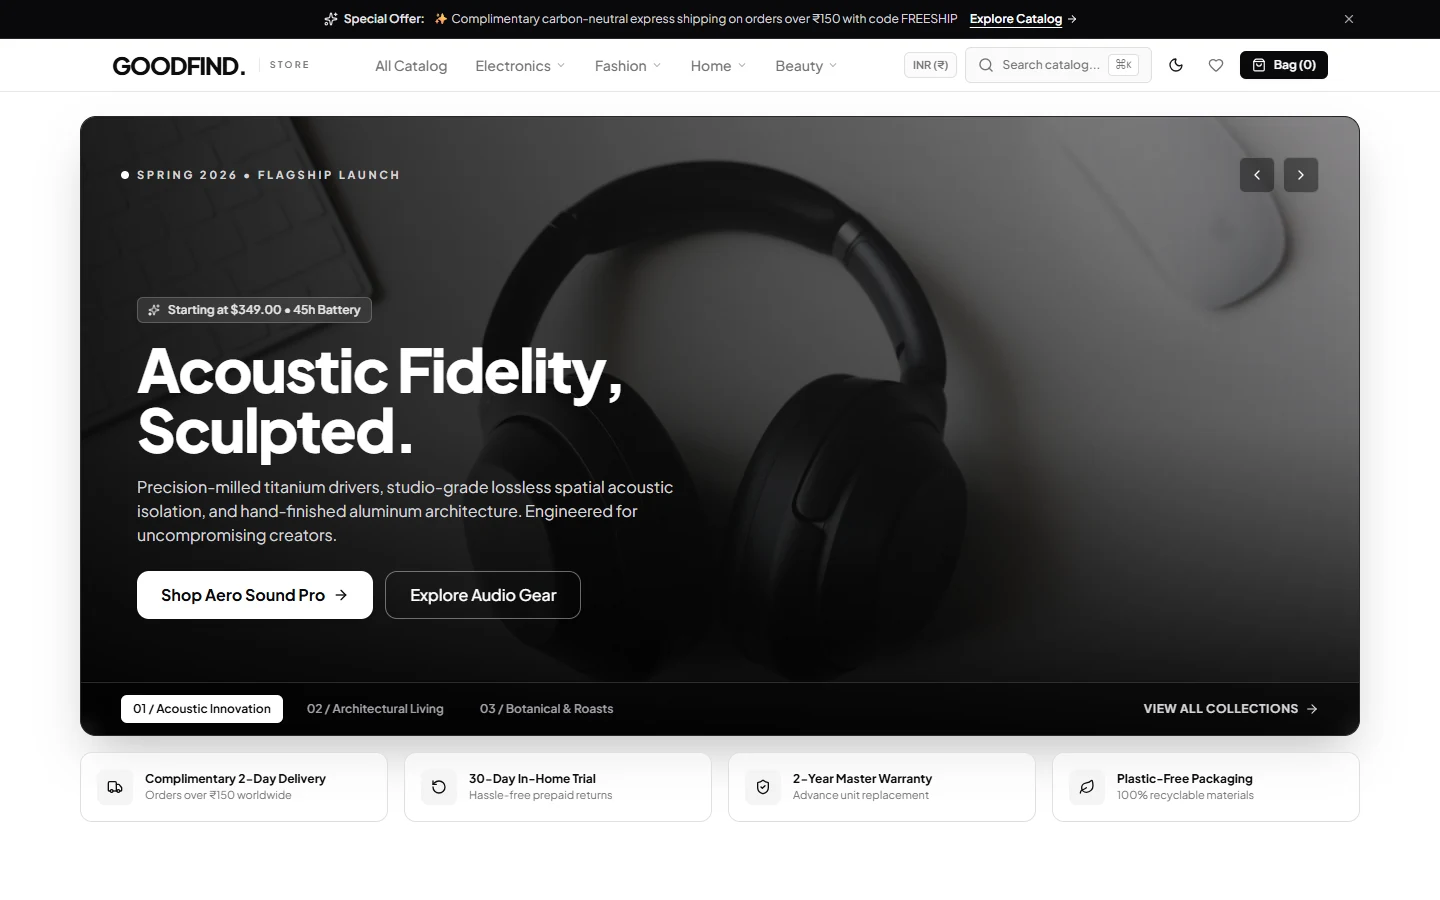 Special Offer: ✨ Complimentary carbon-neutral express shipping on orders over ₹150 with code FREESHIP Explore Catalog →
GOODFIND. STORE
All Catalog Electronics Fashion Home Beauty
INR (₹) Search catalog... ⌘K Bag (0)
SPRING 2026 • FLAGSHIP LAUNCH
Starting at $349.00 • 45h Battery
Acoustic Fidelity,
Sculpted.
Precision-milled titanium drivers, studio-grade lossless spatial acoustic
isolation, and hand-finished aluminum architecture. Engineered for
uncompromising creators.
Shop Aero Sound Pro → Explore Audio Gear
01 / Acoustic Innovation 02 / Architectural Living 03 / Botanical & Roasts VIEW ALL COLLECTIONS →
Complimentary 2-Day Delivery
Orders over ₹150 worldwide
30-Day In-Home Trial
Hassle-free prepaid returns
2-Year Master Warranty
Advance unit replacement
Plastic-Free Packaging
100% recyclable materials